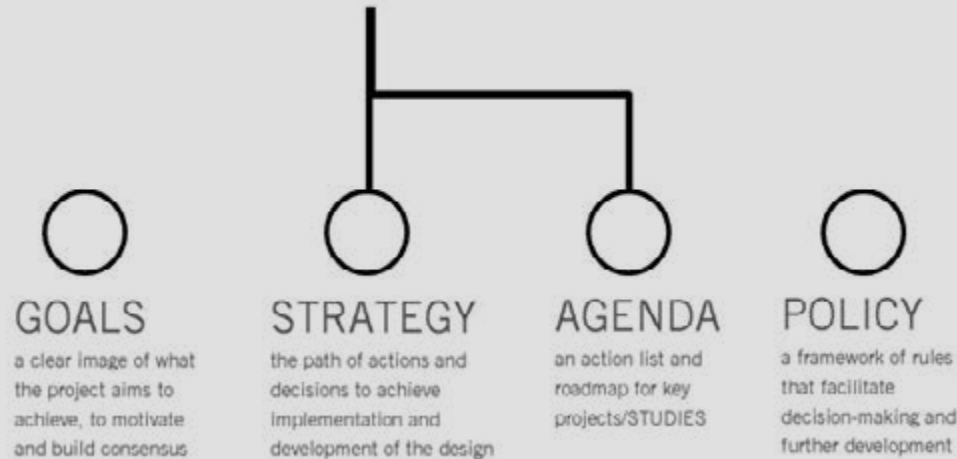 GOALS
a clear image of what
the project aims to
achieve, to motivate
and build consensus
STRATEGY
the path of actions and
decisions to achieve
implementation and
development of the design
AGENDA
an action list and
roadmap for key
projects/STUDIES
POLICY
a framework of rules
that facilitate
decision-making and
further development